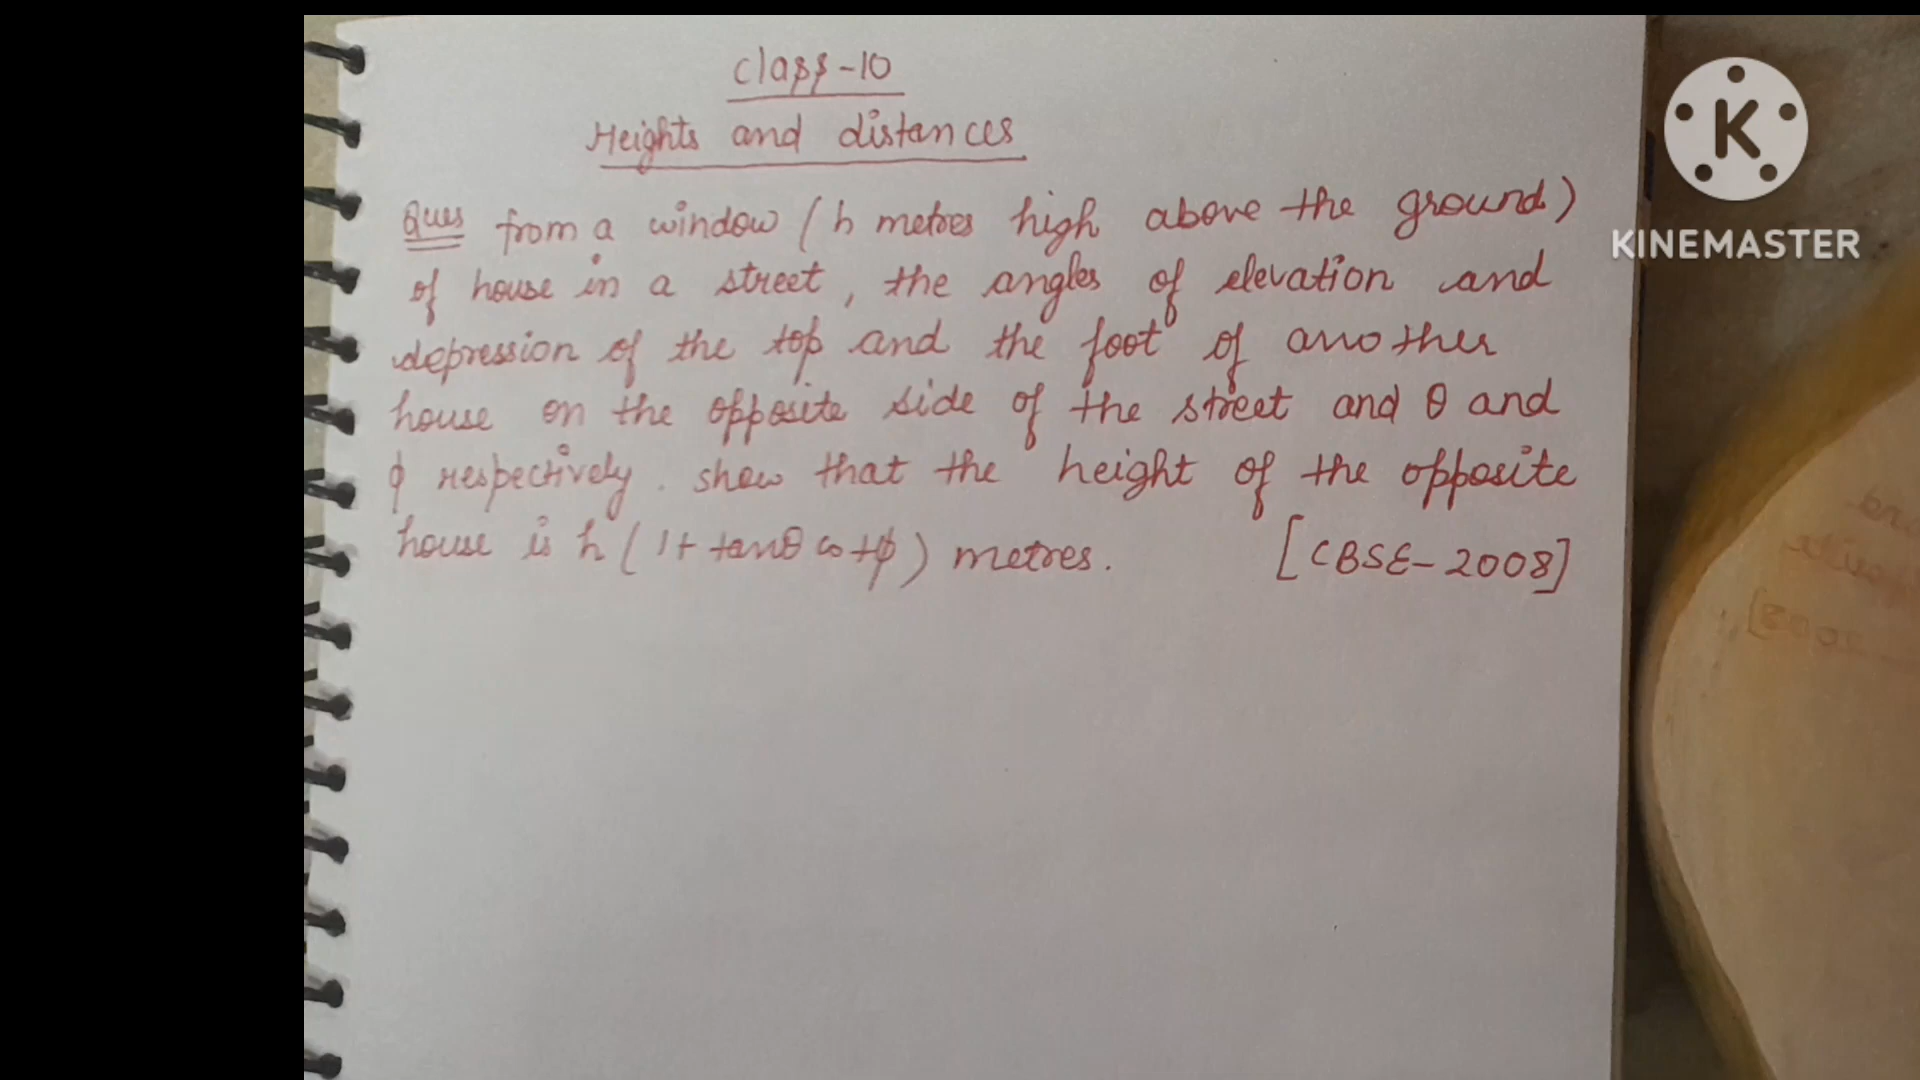 Class-10
Heights and distances
Ques from a window (h metres high above the ground)
of house in a street, the angles of elevation and
depression of the top and the foot of another
house on the opposite side of the street and θ and
ϕ respectively. show that the height of the opposite
house is h (1+ tanθ cotϕ) metres. [CBSE-2008]
K
KINEMASTER